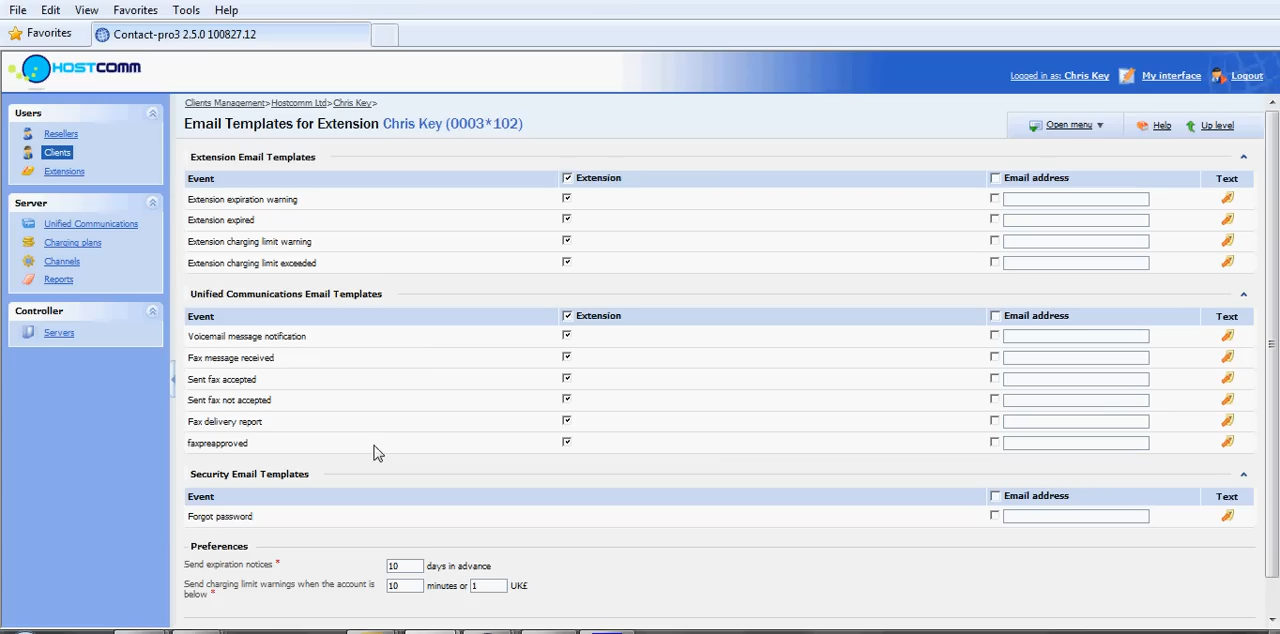 File Edit View Favorites Tools Help
Favorites Contact-pro3 2.5.0 100827.12
HOSTCOMM
Logged in as: Chris Key My interface Logout
Users
Resellers
Clients
Extensions
Server
Unified Communications
Charging plans
Channels
Reports
Controller
Servers
Clients Management>Hostcomm Ltd>Chris Key>
Email Templates for Extension Chris Key (0003*102)
Open menu Help Up level
Extension Email Templates
Event Extension Email address Text
Extension expiration warning
Extension expired
Extension charging limit warning
Extension charging limit exceeded
Unified Communications Email Templates
Event Extension Email address Text
Voicemail message notification
Fax message received
Sent fax accepted
Sent fax not accepted
Fax delivery report
faxpreapproved
Security Email Templates
Event Email address Text
Forgot password
Preferences
Send expiration notices * 10 days in advance
Send charging limit warnings when the account is
below * 10 minutes or 1 UK£